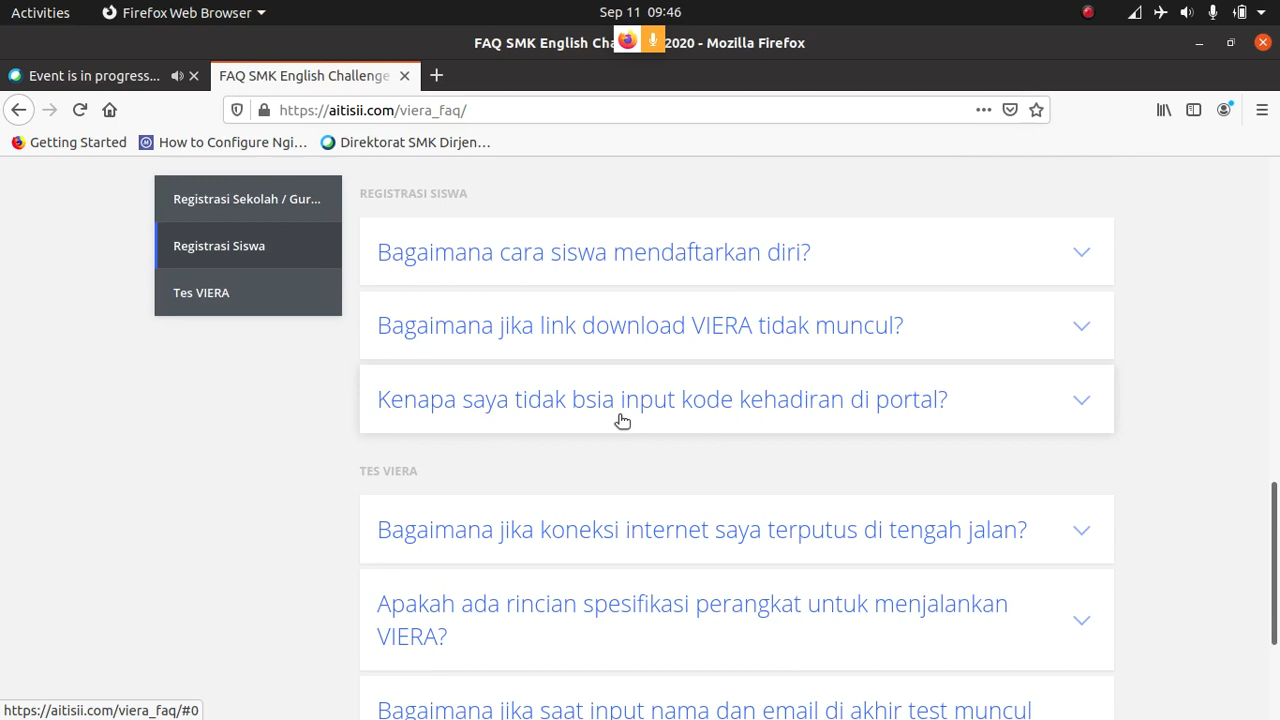 Activities
Firefox Web Browser
Sep 11 09:46
FAQ SMK English Cha 2020 - Mozilla Firefox
Event is in progress...
FAQ SMK English Challenge
https://aitisii.com/viera_faq/
Getting Started
How to Configure Ngi...
Direktorat SMK Dirjen...
Registrasi Sekolah / Gur...
Registrasi Siswa
Tes VIERA
REGISTRASI SISWA
Bagaimana cara siswa mendaftarkan diri?
Bagaimana jika link download VIERA tidak muncul?
Kenapa saya tidak bsia input kode kehadiran di portal?
TES VIERA
Bagaimana jika koneksi internet saya terputus di tengah jalan?
Apakah ada rincian spesifikasi perangkat untuk menjalankan
VIERA?
Bagaimana jika saat input nama dan email di akhir test muncul
https://aitisii.com/viera_faq/#0